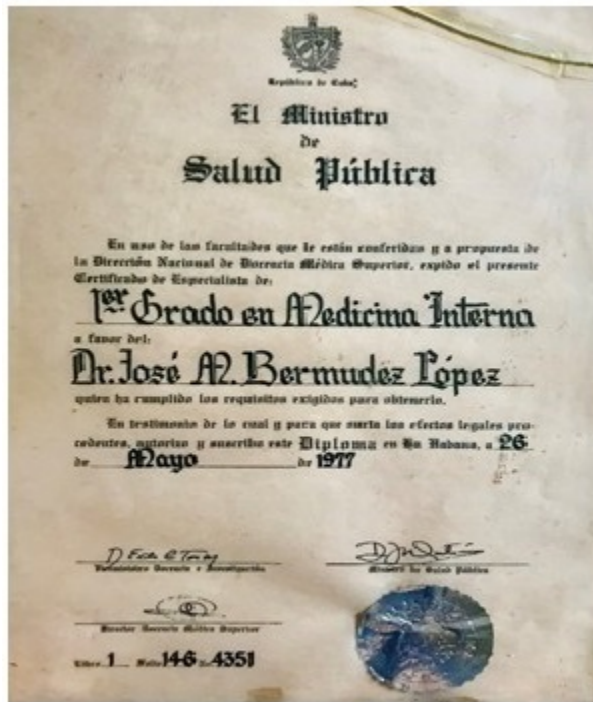 República de Cuba
El Ministro
de
Salud Pública
En uso de las facultades que le están conferidas y a propuesta de
la Dirección Nacional de Docencia Médica Superior, expido el presente
Certificado de Especialista de:
1er Grado en Medicina Interna
a favor del:
Dr. José M. Bermudez López
quien ha cumplido los requisitos exigidos para obtenerlo.
En testimonio de lo cual y para que surta los efectos legales pro-
cedentes, autorizo y suscribo este Diploma en La Habana, a 26
de Mayo de 1977
Viceministro Docencia e Investigación
Ministro de Salud Pública
Director Docencia Médica Superior
Libro 1 Folio 146 No. 4351